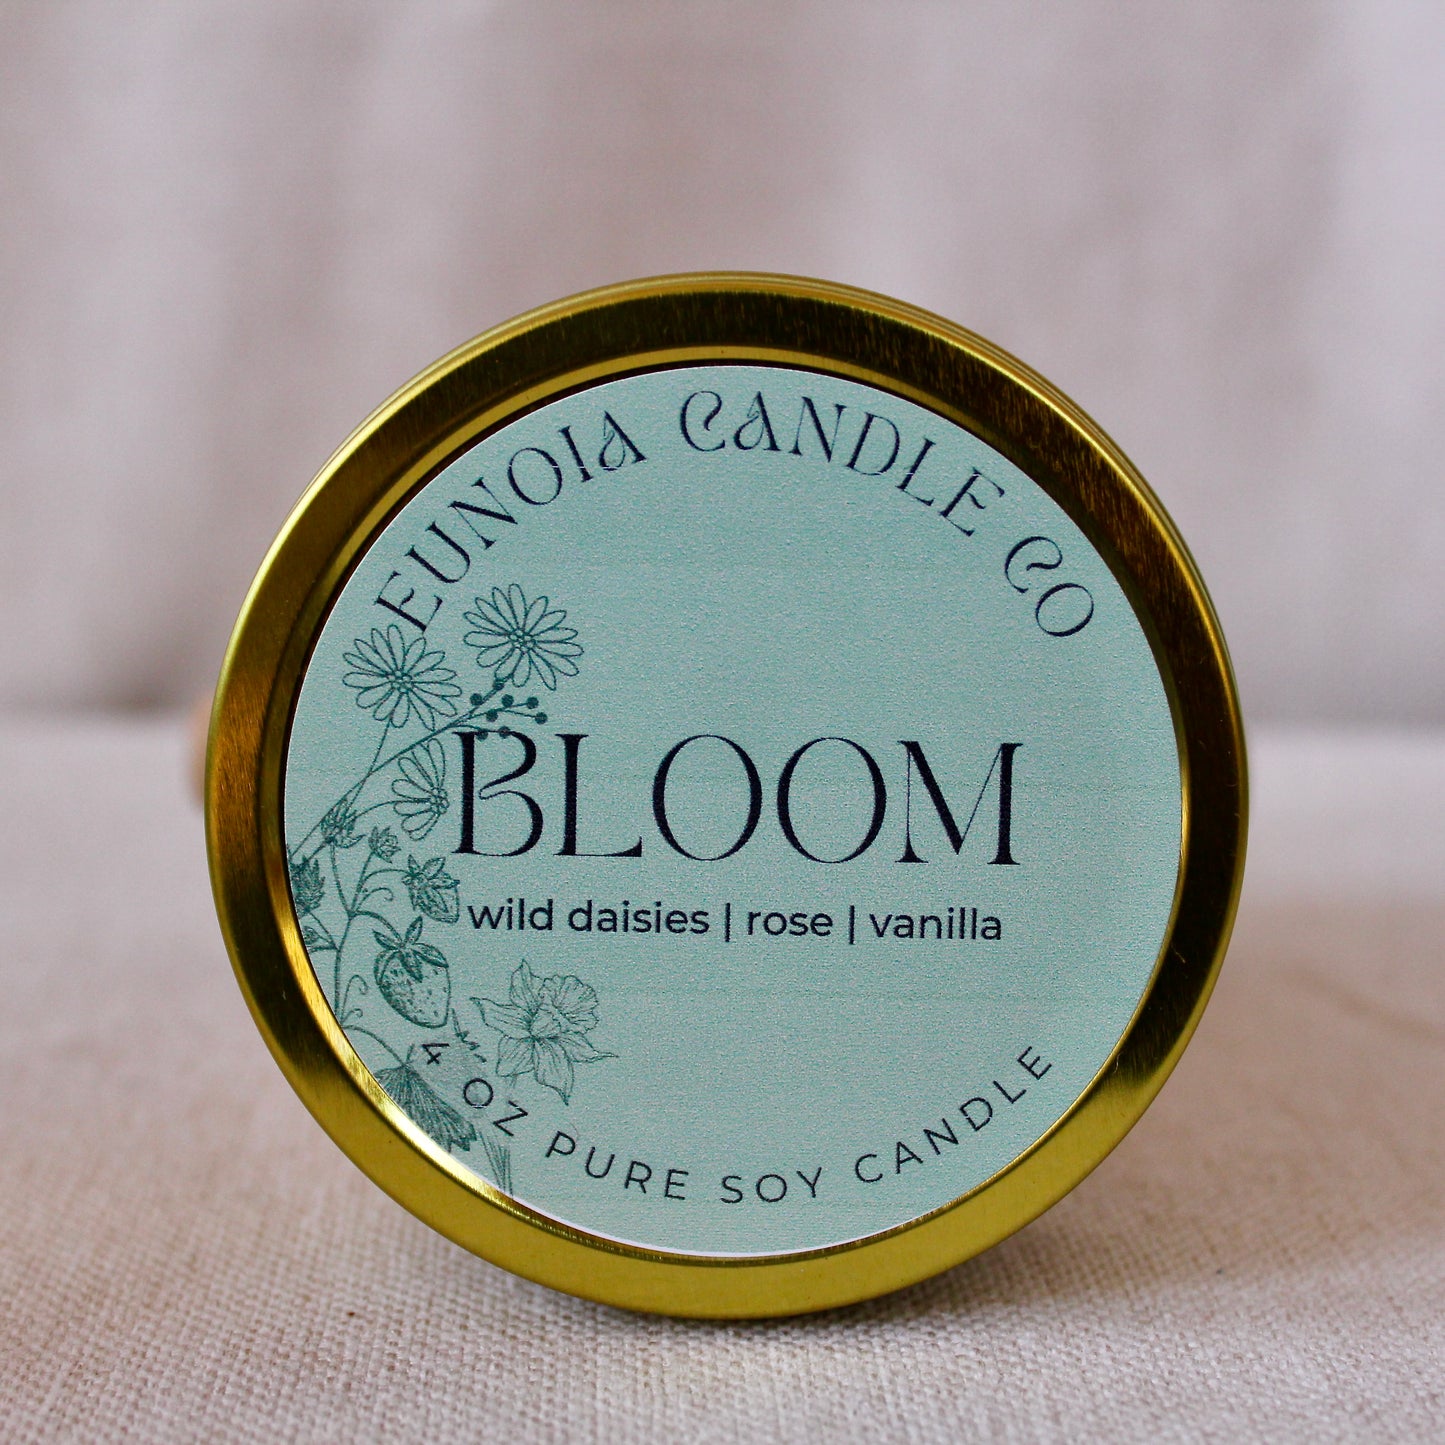 EUNOIA CANDLE CO
BLOOM
wild daisies | rose | vanilla
4 OZ PURE SOY CANDLE